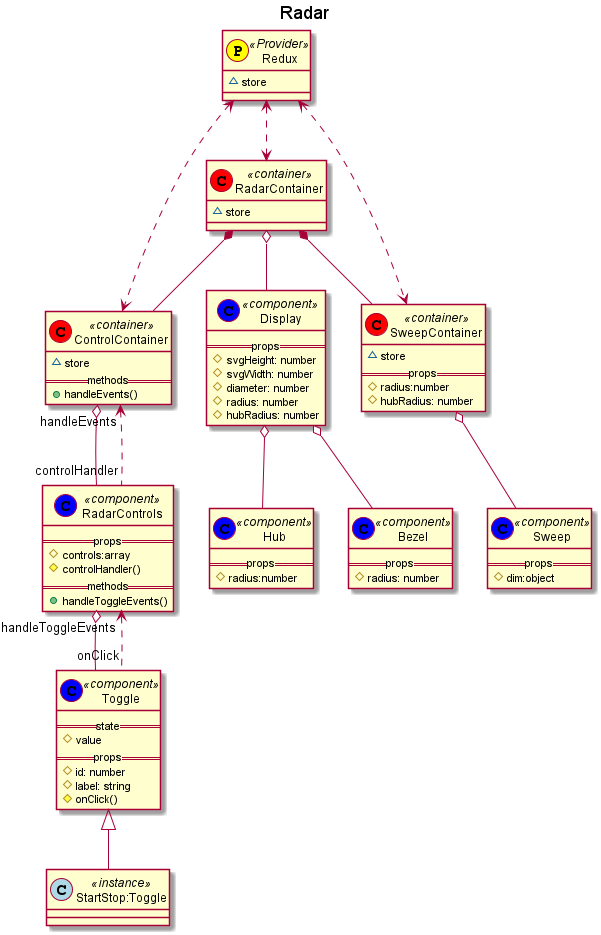 Radar
P
«Provider»
Redux
store
C
«container»
RadarContainer
store
C
«container»
ControlContainer
store
methods
handleEvents()
C
«component»
Display
props
svgHeight: number
svgWidth: number
diameter: number
radius: number
hubRadius: number
C
«container»
SweepContainer
store
props
radius:number
hubRadius: number
handleEvents
controlHandler
C
«component»
RadarControls
props
controls:array
controlHandler()
methods
handleToggleEvents()
C
«component»
Hub
props
radius:number
C
«component»
Bezel
props
radius: number
C
«component»
Sweep
props
dim:object
handleToggleEvents
onClick
C
«component»
Toggle
state
value
props
id: number
label: string
onClick()
C
«instance»
StartStop:Toggle